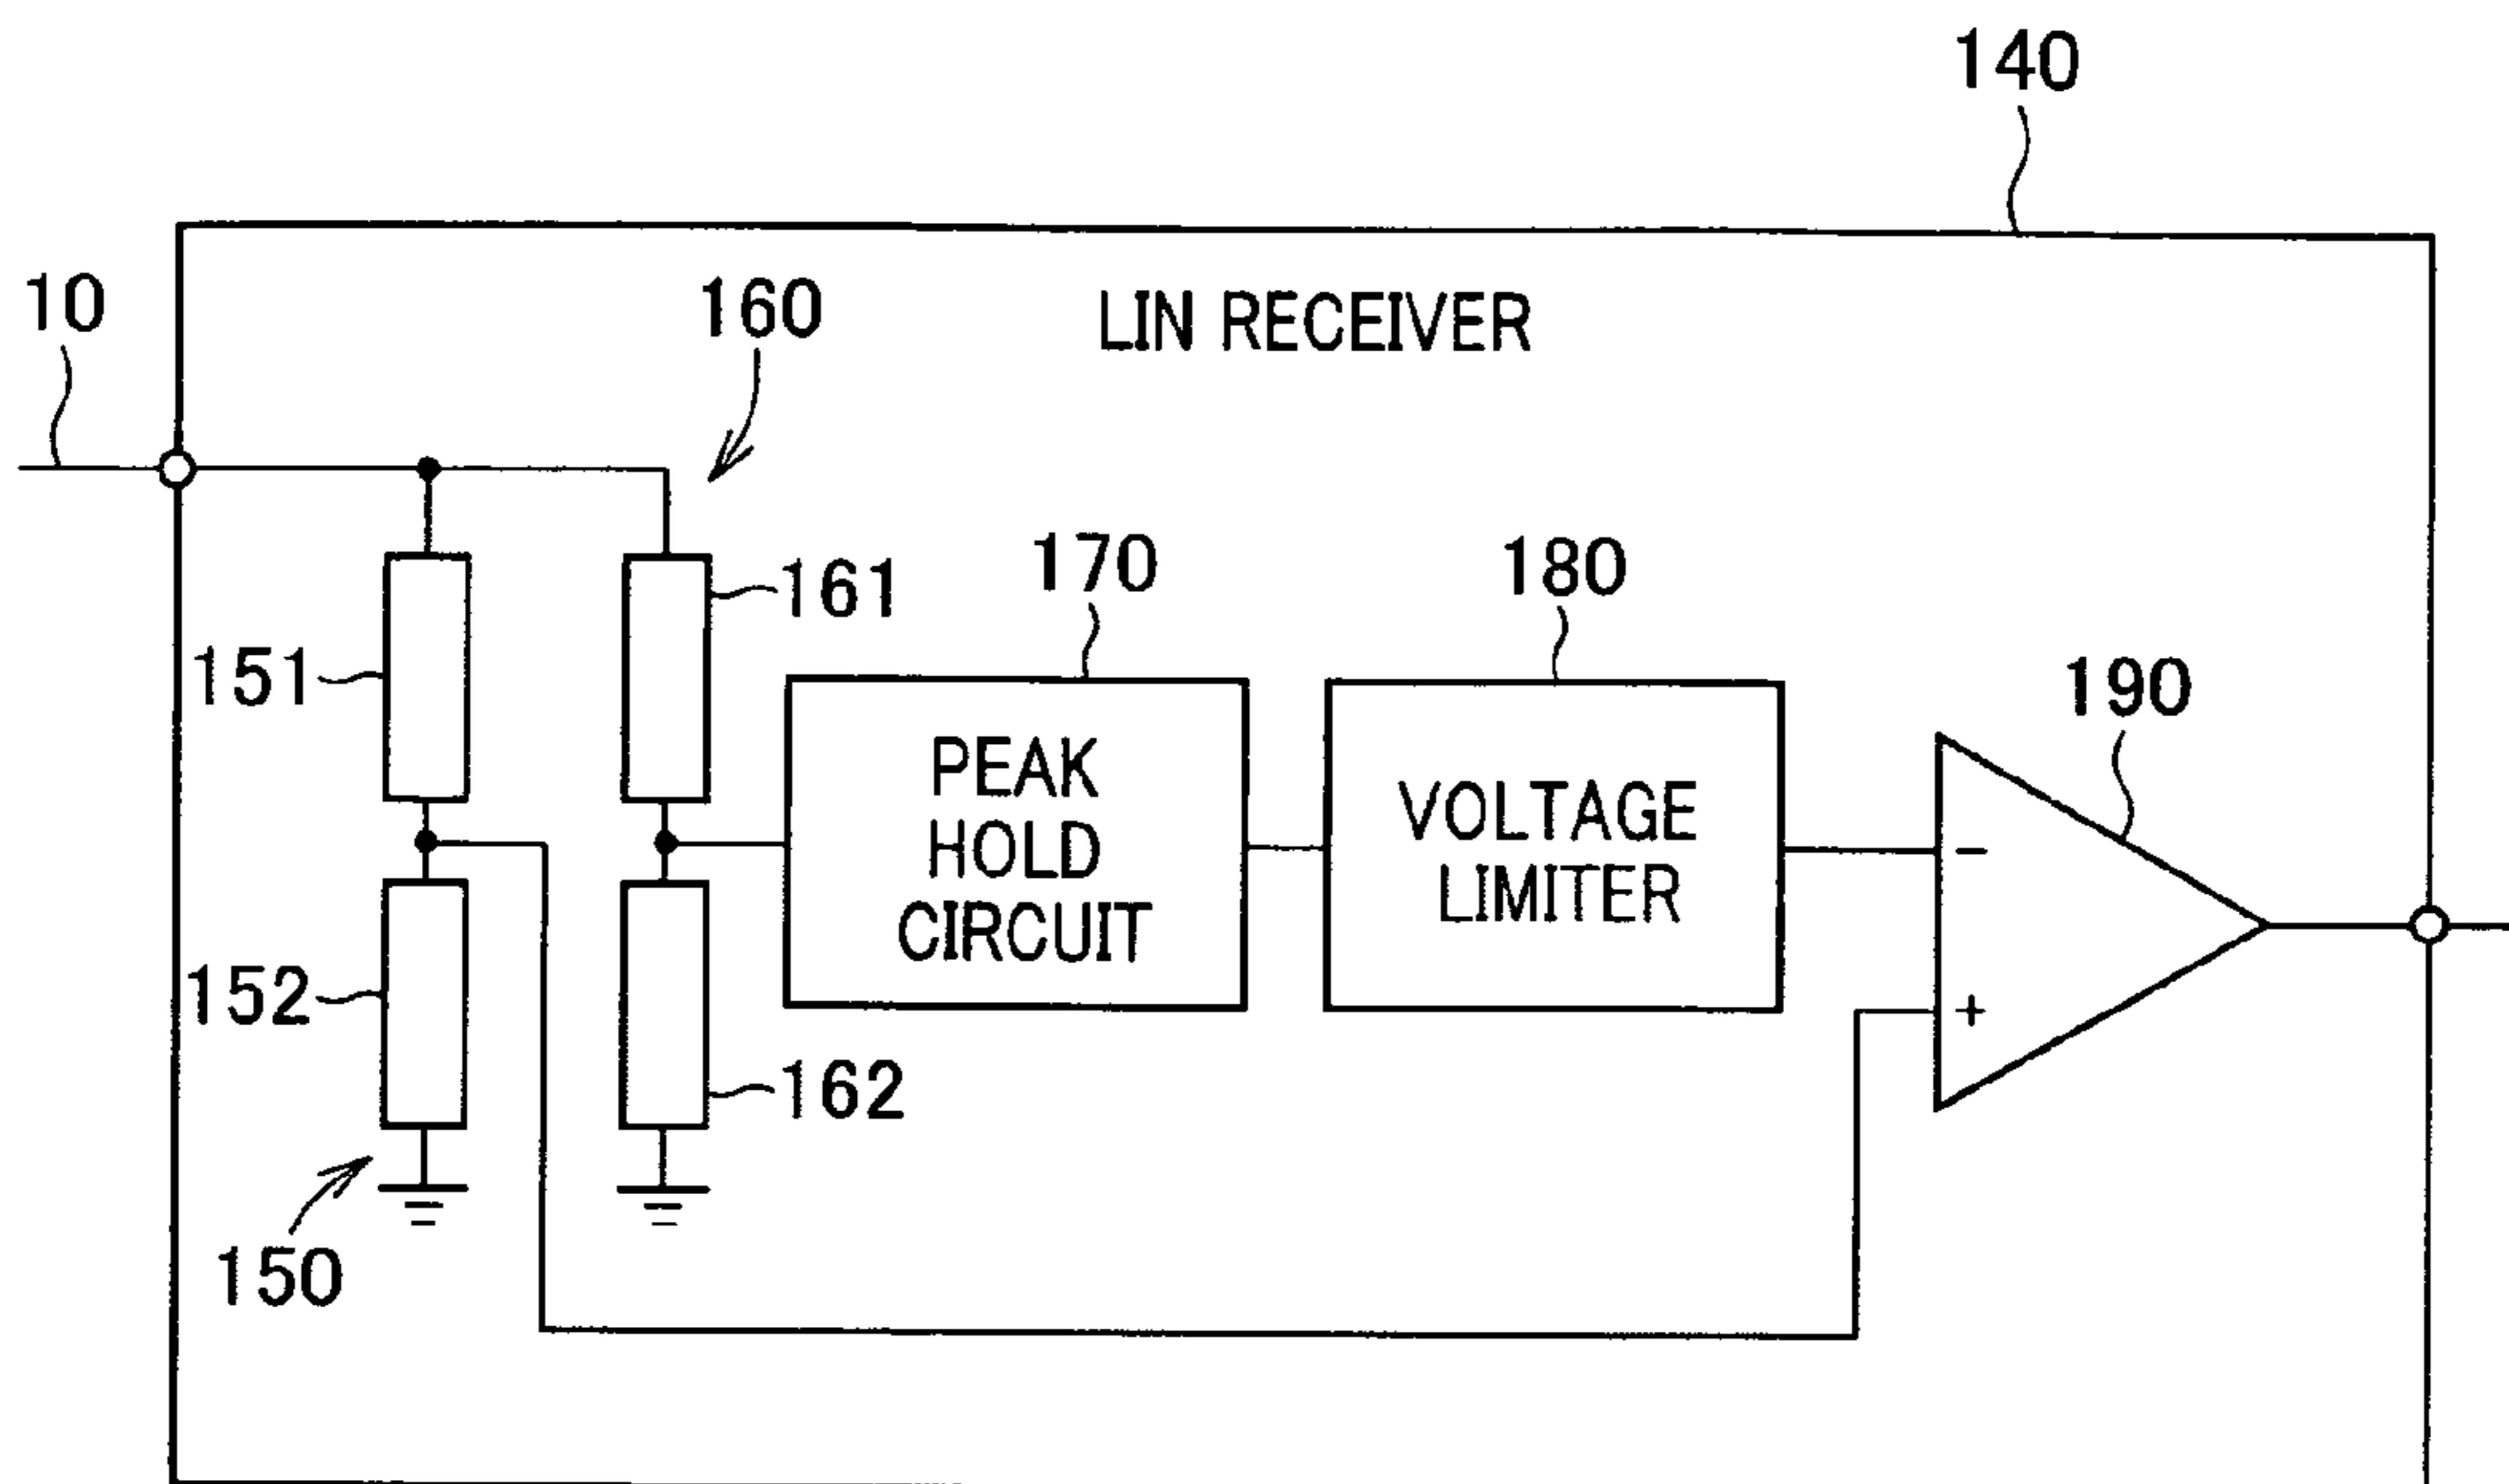 140
10
160
LIN RECEIVER
170
180
161
151
190
PEAK
HOLD
CIRCUIT
VOLTAGE
LIMITER
−
+
152
162
150